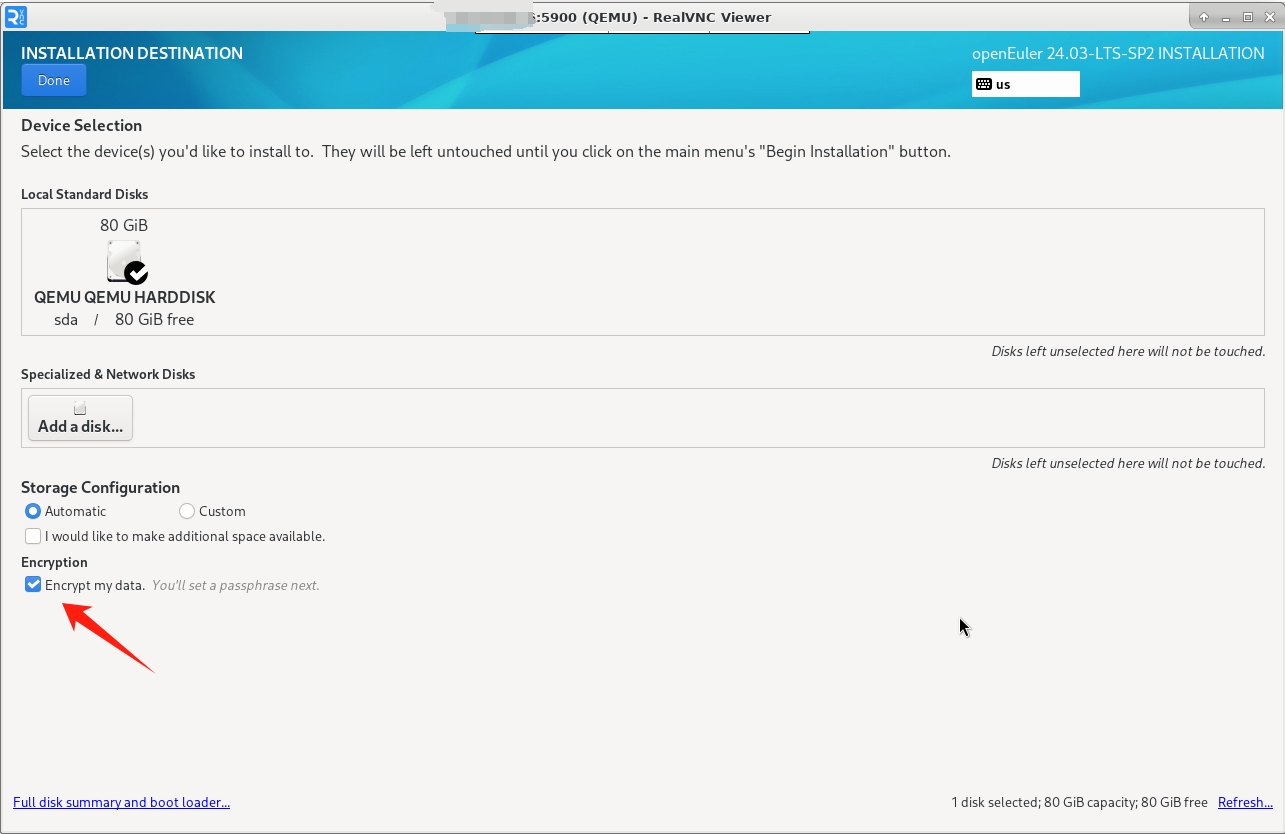 :5900 (QEMU) - RealVNC Viewer
INSTALLATION DESTINATION
openEuler 24.03-LTS-SP2 INSTALLATION
Done
us
Device Selection
Select the device(s) you'd like to install to.  They will be left untouched until you click on the main menu's "Begin Installation" button.
Local Standard Disks
80 GiB
QEMU QEMU HARDDISK
sda / 80 GiB free
Disks left unselected here will not be touched.
Specialized & Network Disks
Add a disk...
Disks left unselected here will not be touched.
Storage Configuration
Automatic Custom
I would like to make additional space available.
Encryption
Encrypt my data. You'll set a passphrase next.
Full disk summary and boot loader...
1 disk selected; 80 GiB capacity; 80 GiB free Refresh...